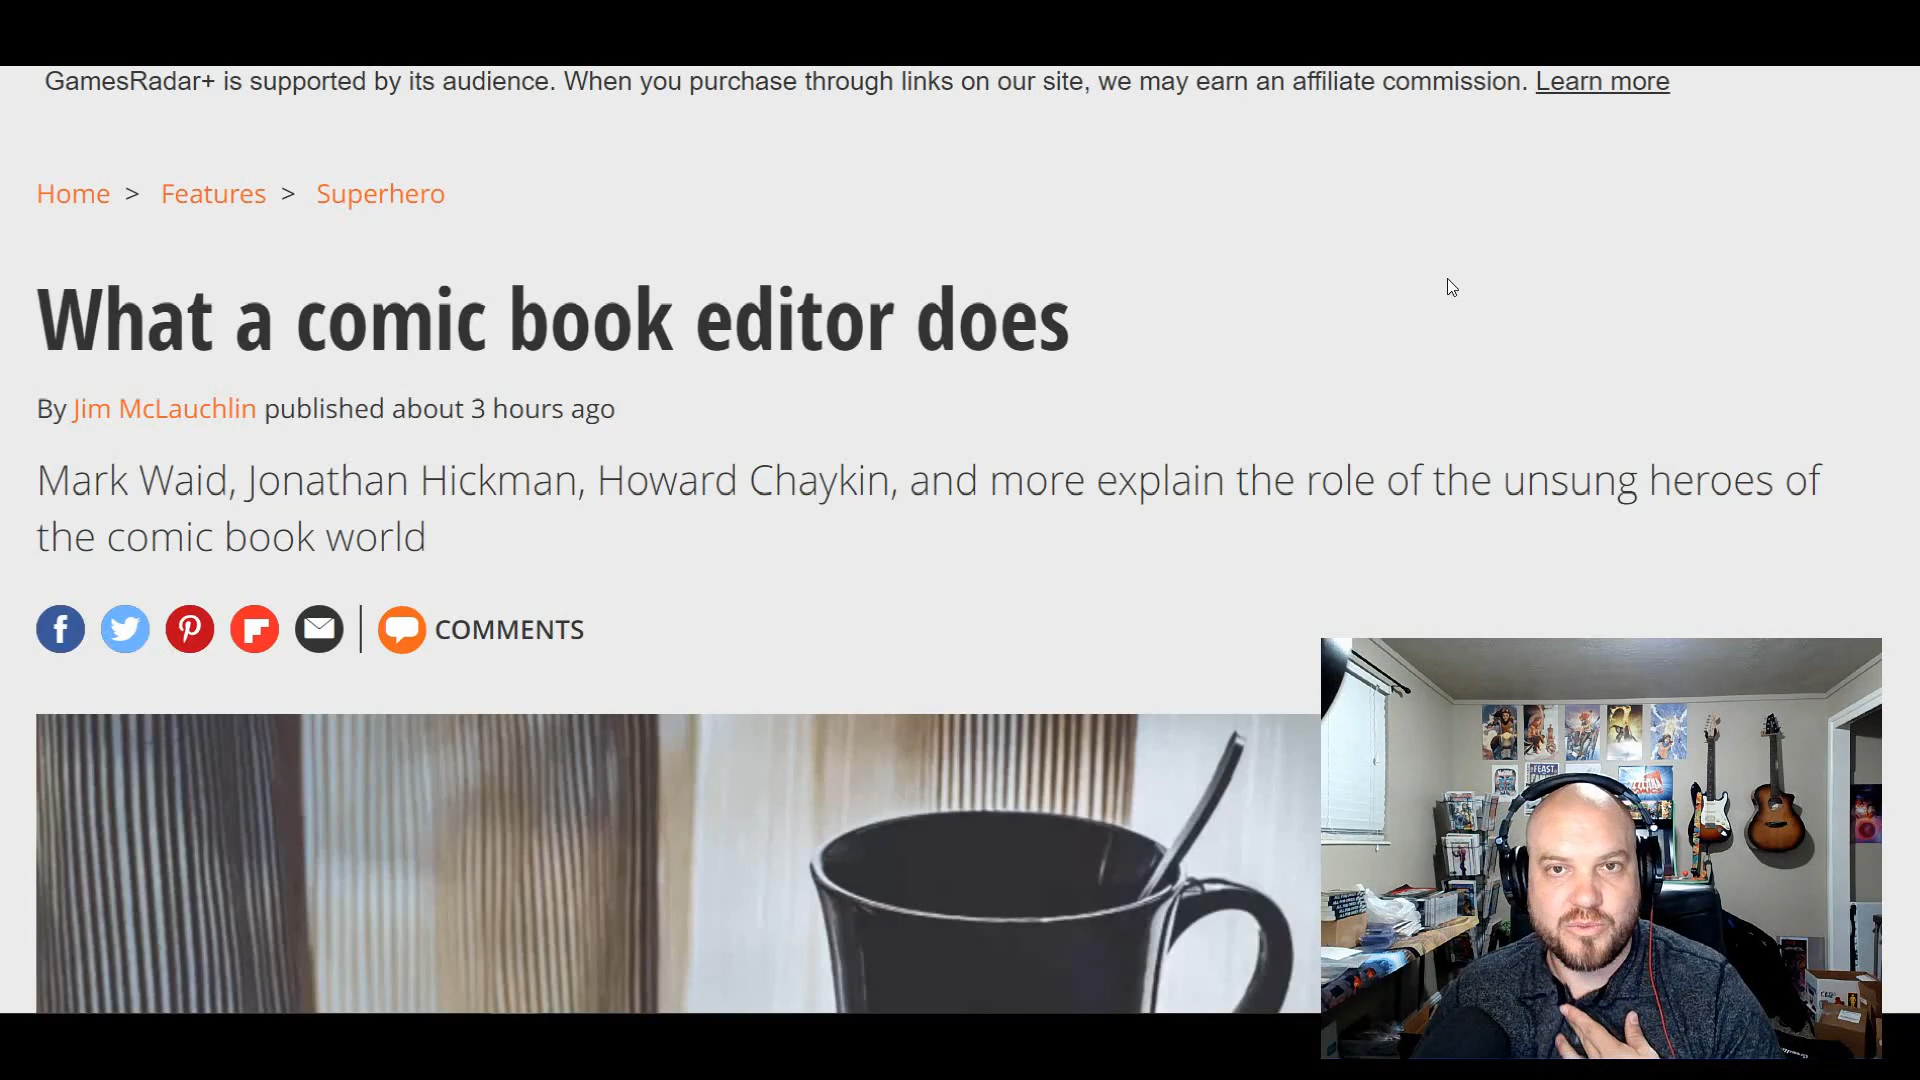 GamesRadar+ is supported by its audience. When you purchase through links on our site, we may earn an affiliate commission. Learn more
Home > Features > Superhero
What a comic book editor does
By Jim McLauchlin published about 3 hours ago
Mark Waid, Jonathan Hickman, Howard Chaykin, and more explain the role of the unsung heroes of
the comic book world
COMMENTS